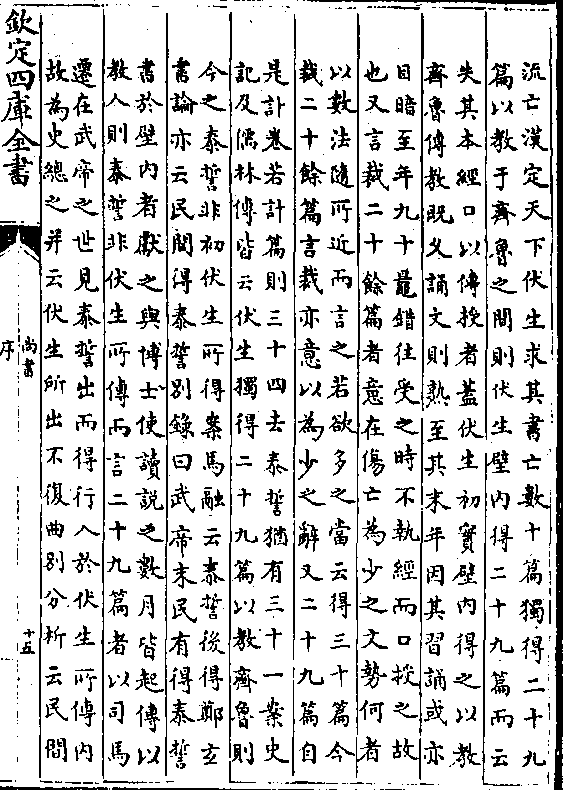 流亡漢定天下伏生求其書亡數十篇獨得二十九
篇以教于齊魯之間則伏生壁內得二十九篇而云
失其本經口以傳授者蓋伏生初實壁內得之以教
齊魯傳教既久誦文則熟至其末年因其習誦或亦
目暗至年九十鼂錯往受之時不執經而口授之故
也又言裁二十餘篇者意在傷亡為少之文勢何者
以數法隨所近而言之若欲多之當云得三十篇今
裁二十餘篇言裁亦意以為少之辭又二十九篇自
是計卷若計篇則三十四去泰誓猶有三十一案史
記及儒林傳皆云伏生獨得二十九篇以教齊魯則
今之泰誓非初伏生所得案馬融云泰誓後得鄭玄
書論亦云民間得泰誓別錄曰武帝末民有得泰誓
書於壁內者獻之與博士使讀說之數月皆起傳以
教人則泰誓非伏生所傳而言二十九篇者以司馬
遷在武帝之世見泰誓出而得行入於伏生所傳內
故為史總之并云伏生所出不復曲別分析云民間
欽定四庫全書
尚書
序
十五